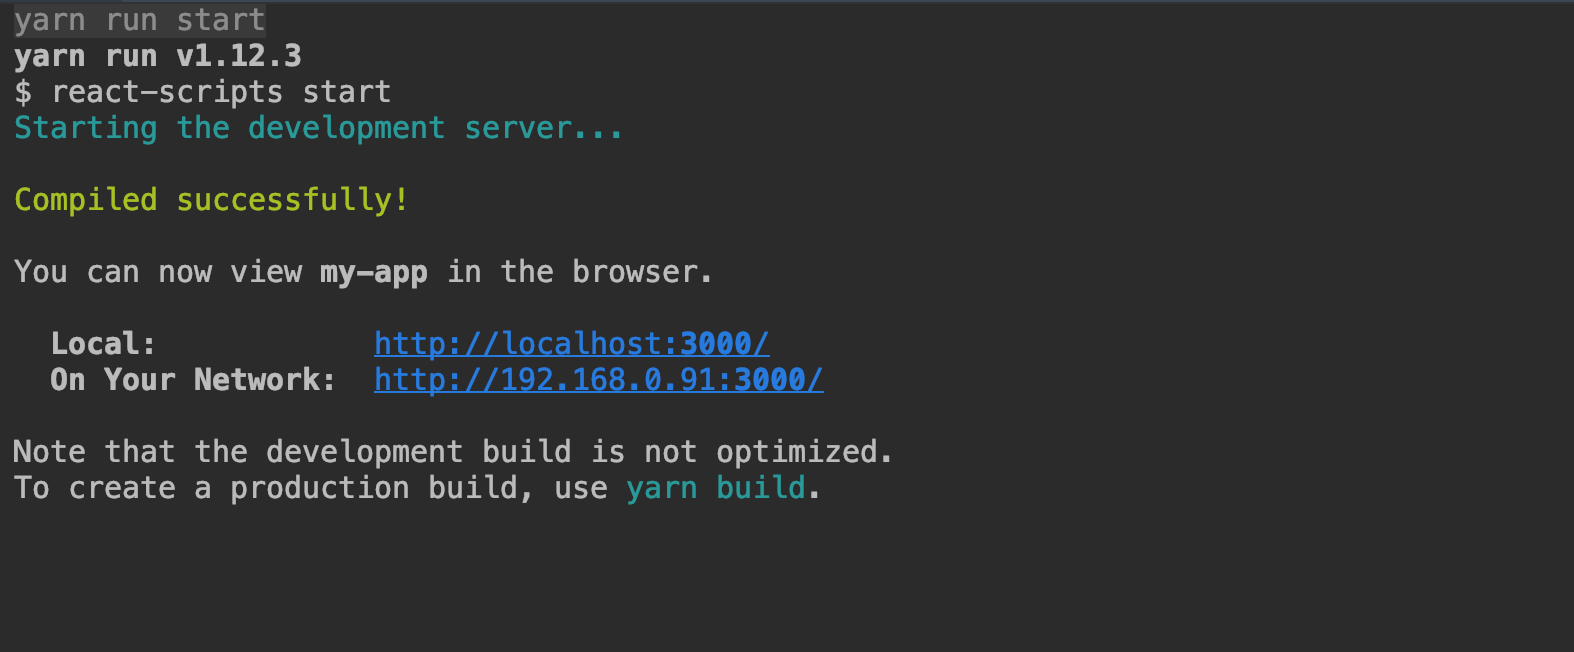 yarn run start
yarn run v1.12.3
$ react-scripts start
Starting the development server...
Compiled successfully!
You can now view my-app in the browser.
Local: http://localhost:3000/
On Your Network: http://192.168.0.91:3000/
Note that the development build is not optimized.
To create a production build, use yarn build.